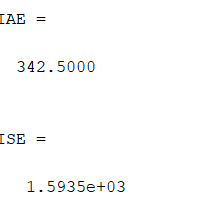 IAE =
342.5000
ISE =
1.5935e+03